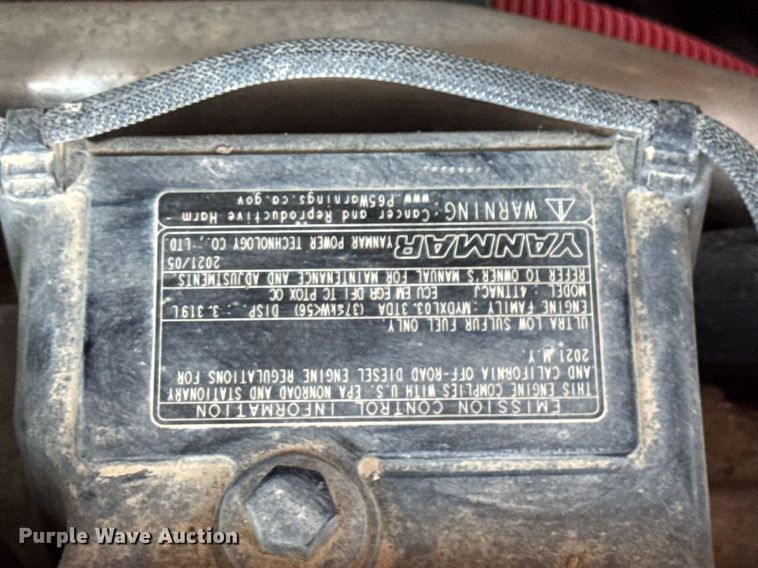 EMISSION CONTROL INFORMATION
THIS ENGINE COMPLIES WITH U.S. EPA NONROAD AND STATIONARY
AND CALIFORNIA OFF-ROAD DIESEL ENGINE REGULATIONS FOR
2021 M.Y.
ULTRA LOW SULFUR FUEL ONLY
ENGINE FAMILY : MYDXL03.3TDA (37≤kW<56) DISP : 3.319L
MODEL : 4TTNACJ ECU EM EGR DFI TC PTOX OC
REFER TO OWNER'S MANUAL FOR MAINTENANCE AND ADJUSTMENTS
YANMAR YANMAR POWER TECHNOLOGY CO.,LTD 2021/05
WARNING: Cancer and Reproductive Harm -
www.P65Warnings.ca.gov
Purple Wave Auction